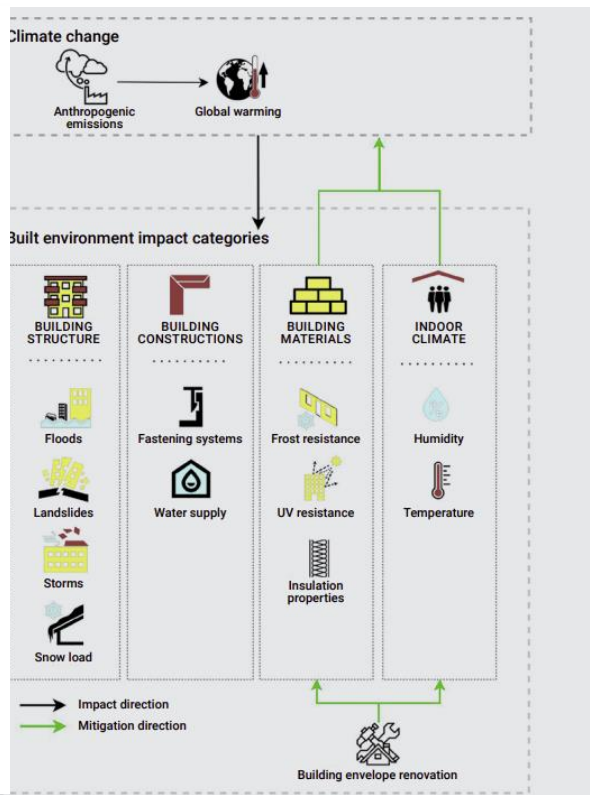 Climate change
Anthropogenic
emissions
Global warming
Built environment impact categories
BUILDING
STRUCTURE
Floods
Landslides
Storms
Snow load
BUILDING
CONSTRUCTIONS
Fastening systems
Water supply
BUILDING
MATERIALS
Frost resistance
UV resistance
Insulation
properties
INDOOR
CLIMATE
Humidity
Temperature
Impact direction
Mitigation direction
Building envelope renovation